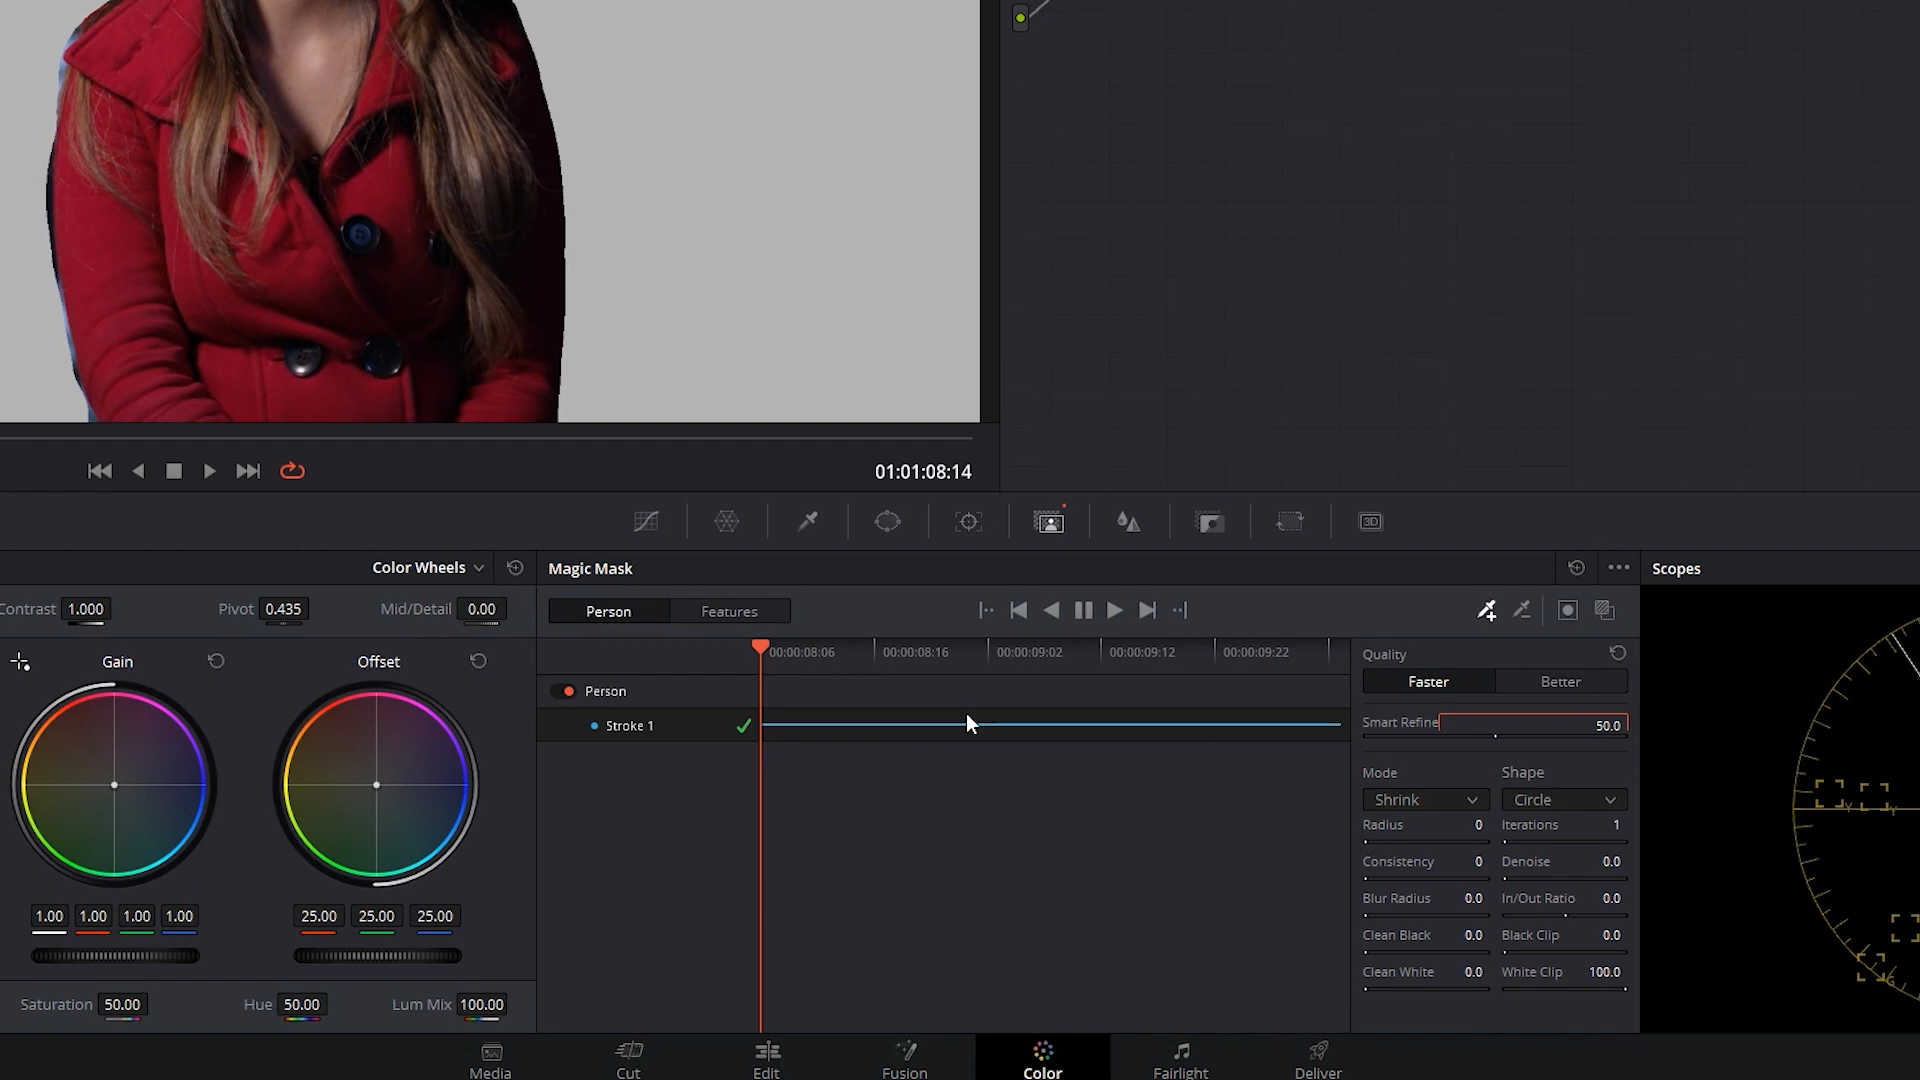 01:01:08:14
3D
Color Wheels
Magic Mask
Scopes
Contrast 1.000 Pivot 0.435 Mid/Detail 0.00
Person Features
Gain Offset
00:00:08:06 00:00:08:16 00:00:09:02 00:00:09:12 00:00:09:22
Quality
Faster Better
Person
Stroke 1
Smart Refine 50.0
Mode Shape
Shrink Circle
Radius 0 Iterations 1
Consistency 0 Denoise 0.0
Blur Radius 0.0 In/Out Ratio 0.0
Clean Black 0.0 Black Clip 0.0
Clean White 0.0 White Clip 100.0
1.00 1.00 1.00 1.00 25.00 25.00 25.00
Saturation 50.00 Hue 50.00 Lum Mix 100.00
Media Cut Edit Fusion Color Fairlight Deliver